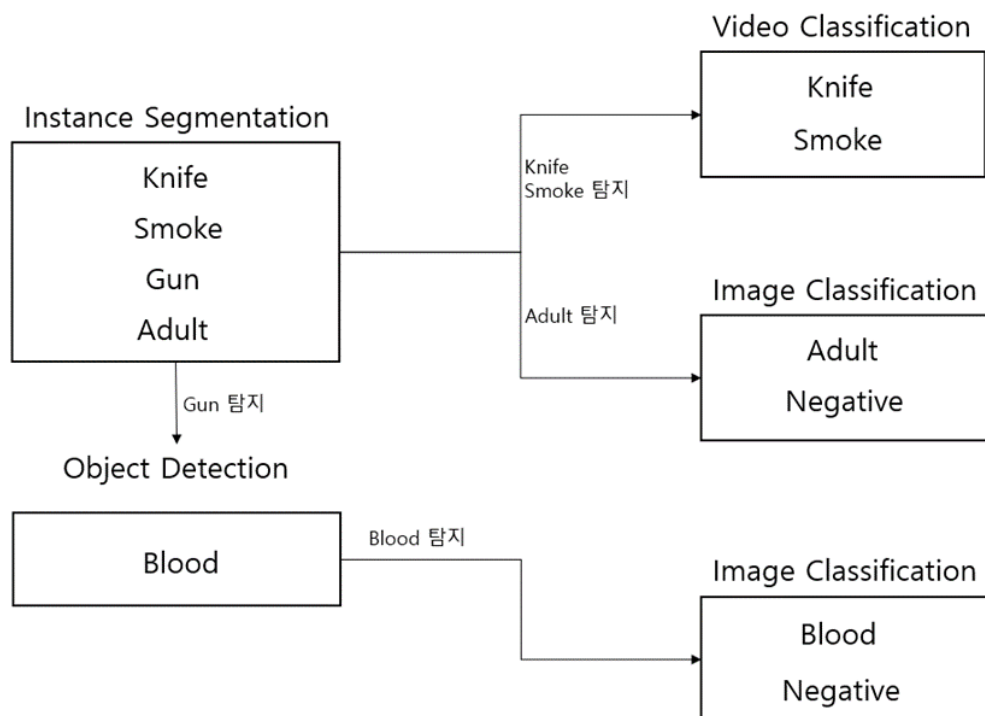 Video Classification
Knife
Smoke
Instance Segmentation
Knife
Smoke
Gun
Adult
Knife
Smoke 탐지
Adult 탐지
Image Classification
Adult
Negative
Gun 탐지
Object Detection
Blood
Blood 탐지
Image Classification
Blood
Negative